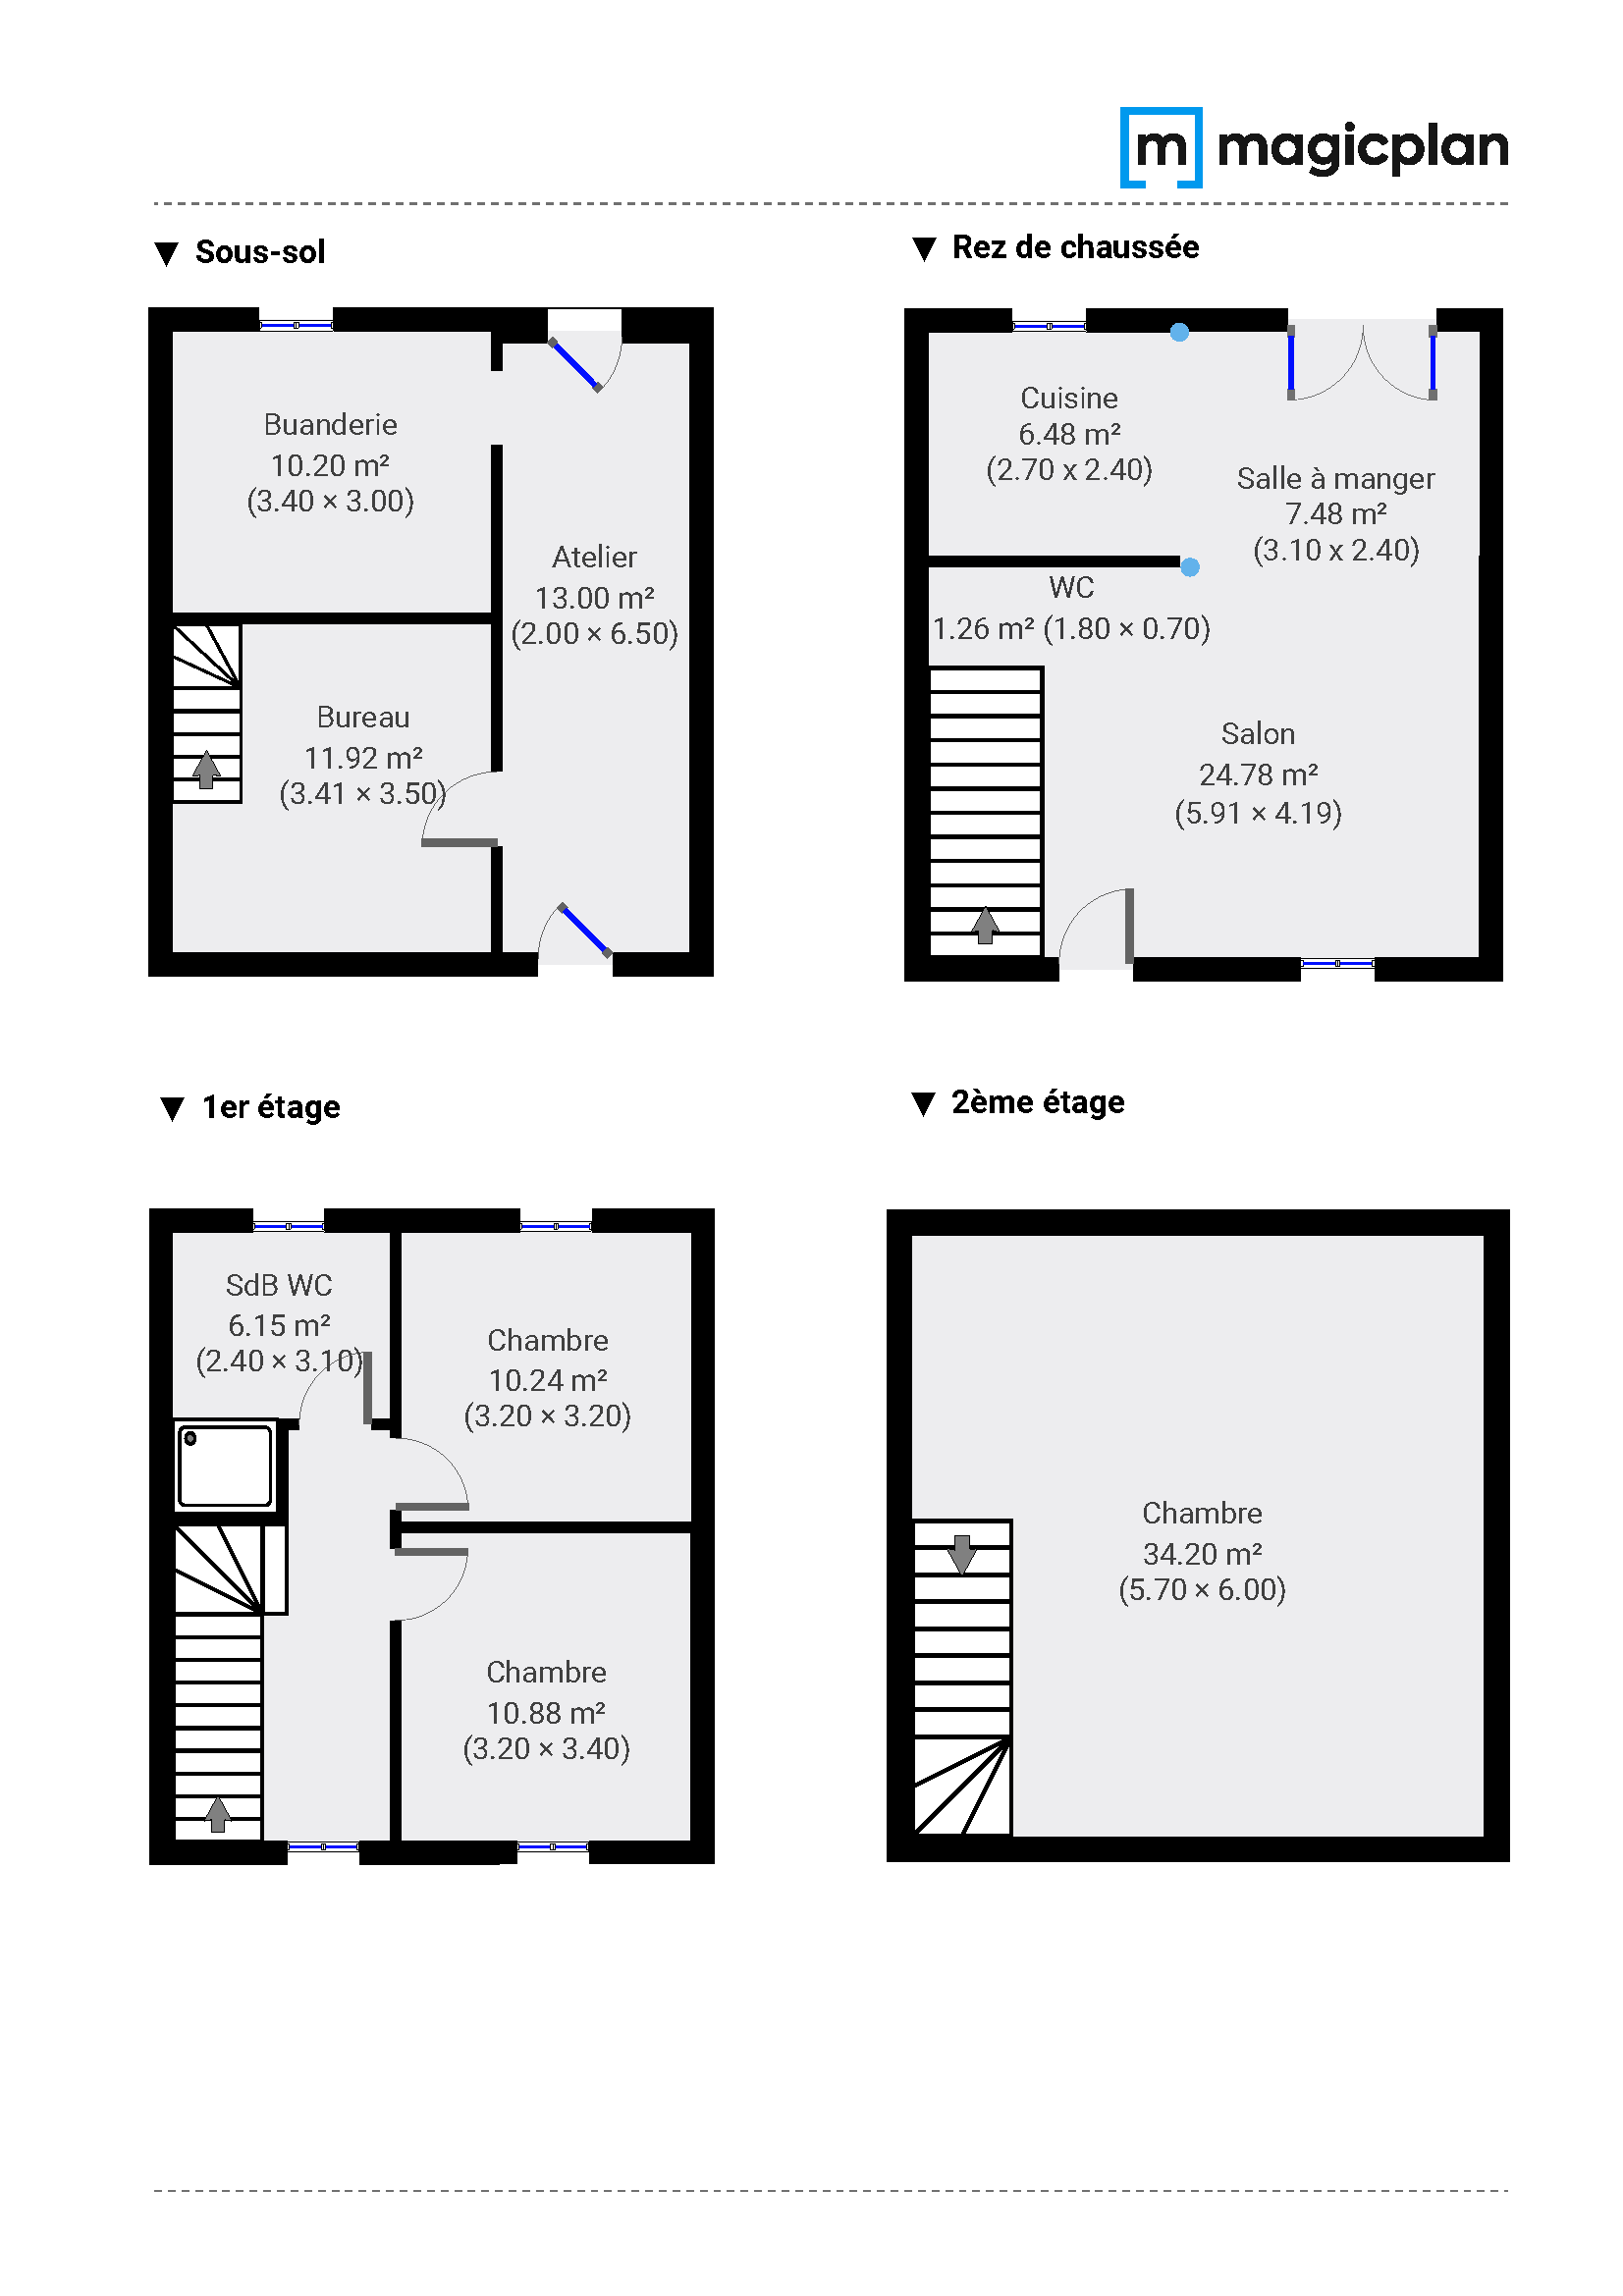 m magicplan
▼ Sous-sol
Buanderie
10.20 m²
(3.40 × 3.00)
Atelier
13.00 m²
(2.00 × 6.50)
Bureau
11.92 m²
(3.41 × 3.50)
▼ Rez de chaussée
Cuisine
6.48 m²
(2.70 x 2.40)
Salle à manger
7.48 m²
(3.10 x 2.40)
WC
1.26 m² (1.80 × 0.70)
Salon
24.78 m²
(5.91 × 4.19)
▼ 1er étage
SdB WC
6.15 m²
(2.40 × 3.10)
Chambre
10.24 m²
(3.20 × 3.20)
Chambre
10.88 m²
(3.20 × 3.40)
▼ 2ème étage
Chambre
34.20 m²
(5.70 × 6.00)